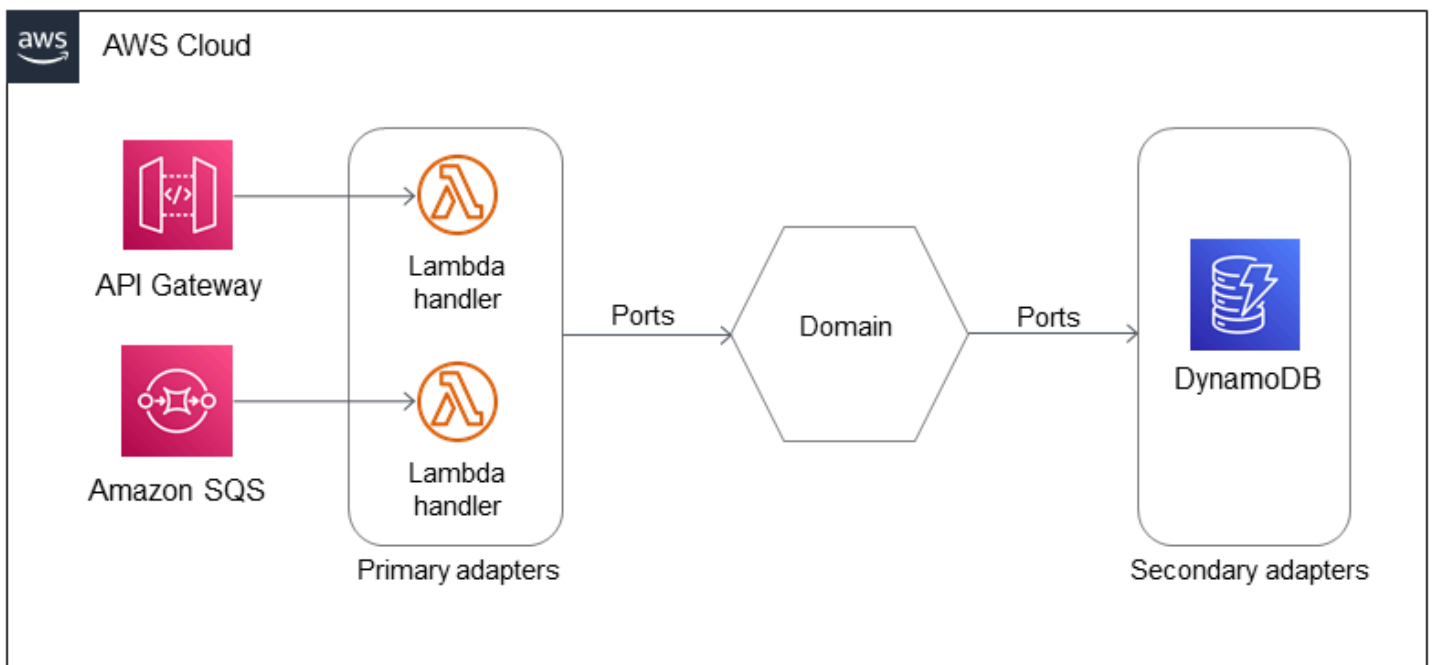 aws
AWS Cloud
</>
API Gateway
Lambda
handler
Amazon SQS
Lambda
handler
Primary adapters
Ports
Domain
Ports
DynamoDB
Secondary adapters